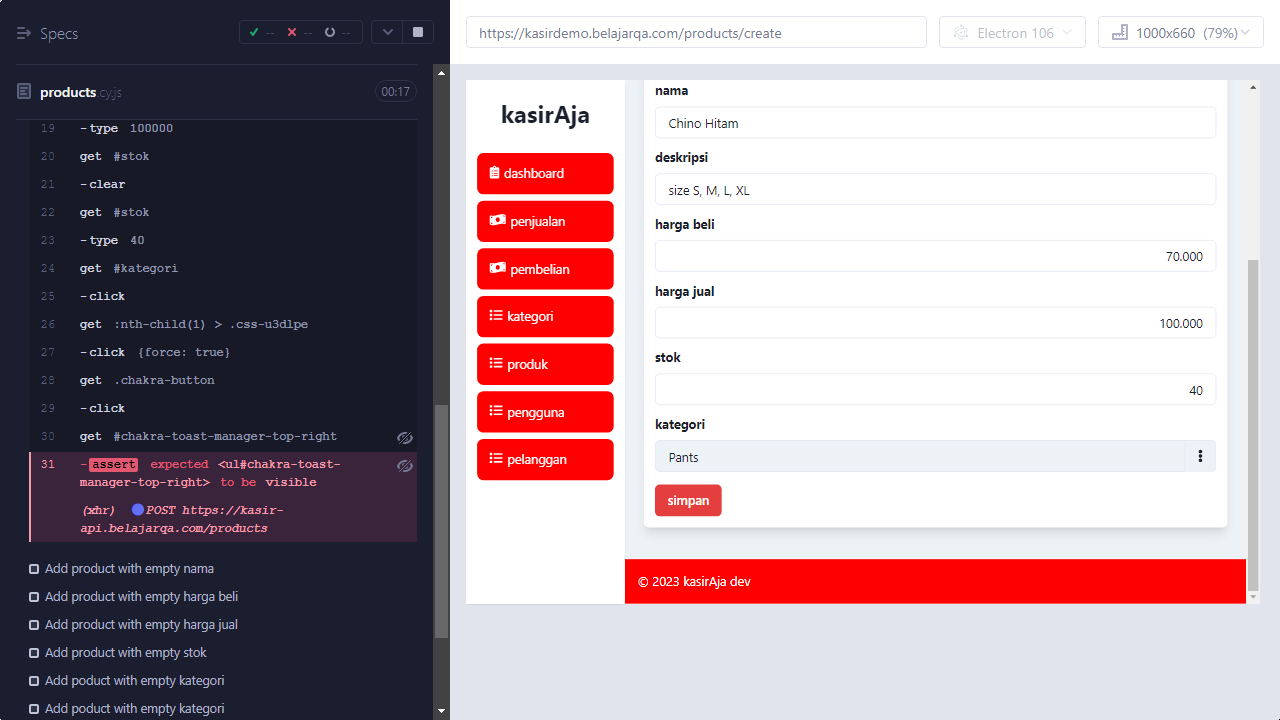 Specs
-- -- --
products.cy.js
00:17
19 -type 100000
20 get #stok
21 -clear
22 get #stok
23 -type 40
24 get #kategori
25 -click
26 get :nth-child(1) > .css-u3dlpe
27 -click {force: true}
28 get .chakra-button
29 -click
30 get #chakra-toast-manager-top-right
31 -assert expected <ul#chakra-toast-
manager-top-right> to be visible
(xhr) POST https://kasir-
api.belajarqa.com/products
Add product with empty nama
Add product with empty harga beli
Add product with empty harga jual
Add product with empty stok
Add poduct with empty kategori
Add poduct with empty kategori
https://kasirdemo.belajarqa.com/products/create
Electron 106
1000x660 (79%)
kasirAja
dashboard
penjualan
pembelian
kategori
produk
pengguna
pelanggan
nama
Chino Hitam
deskripsi
size S, M, L, XL
harga beli
70.000
harga jual
100.000
stok
40
kategori
Pants
simpan
© 2023 kasirAja dev